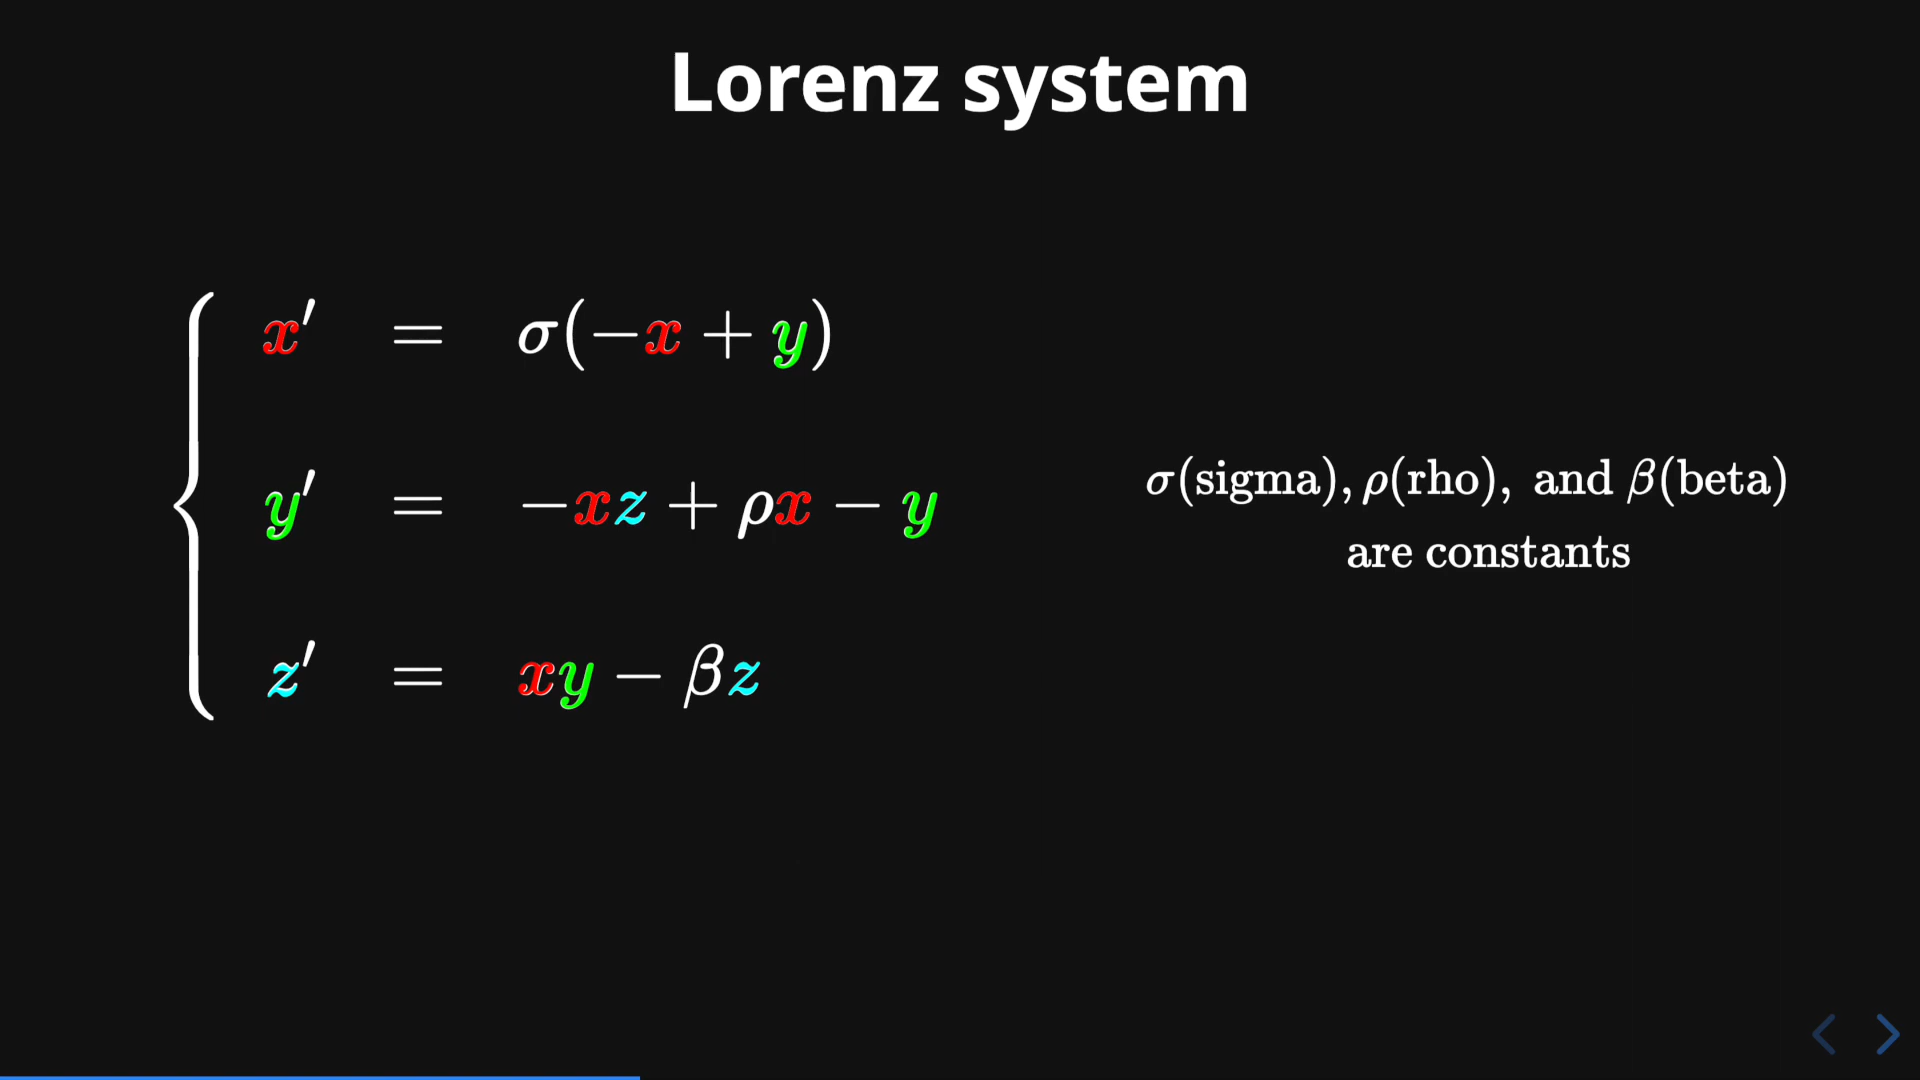 Lorenz system
x′ = σ(−x + y)
y′ = −xz + ρx − y
z′ = xy − βz
σ(sigma), ρ(rho), and β(beta)
are constants